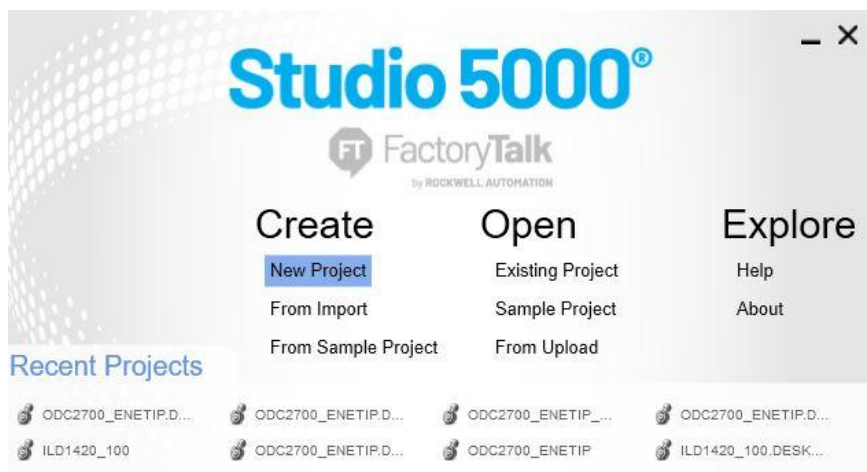 Studio 5000®
FT FactoryTalk
by ROCKWELL AUTOMATION
Create
New Project
From Import
From Sample Project
Open
Existing Project
Sample Project
From Upload
Explore
Help
About
Recent Projects
ODC2700_ENETIP.D...
ODC2700_ENETIP.D...
ODC2700_ENETIP_...
ODC2700_ENETIP.D...
ILD1420_100
ODC2700_ENETIP.D...
ODC2700_ENETIP
ILD1420_100.DESK...